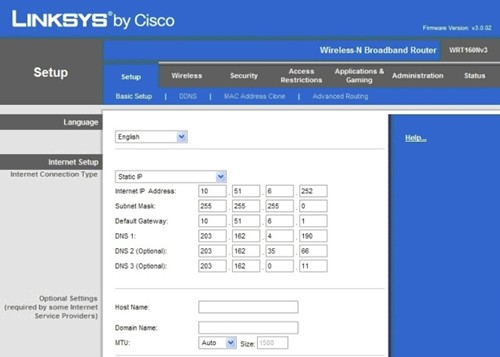 LINKSYS® by Cisco
Firmware Version: v3.0.02
Wireless-N Broadband Router WRT160Nv3
Setup
Setup Wireless Security Access Restrictions Applications & Gaming Administration Status
Basic Setup | DDNS | MAC Address Clone | Advanced Routing
Language
English
Help...
Internet Setup
Internet Connection Type
Static IP
Internet IP Address: 10 . 51 . 6 . 252
Subnet Mask: 255 . 255 . 255 . 0
Default Gateway: 10 . 51 . 6 . 1
DNS 1: 203 . 162 . 4 . 190
DNS 2 (Optional): 203 . 162 . 35 . 66
DNS 3 (Optional): 203 . 162 . 0 . 11
Optional Settings
(required by some Internet
Service Providers)
Host Name:
Domain Name:
MTU: Auto Size: 1500